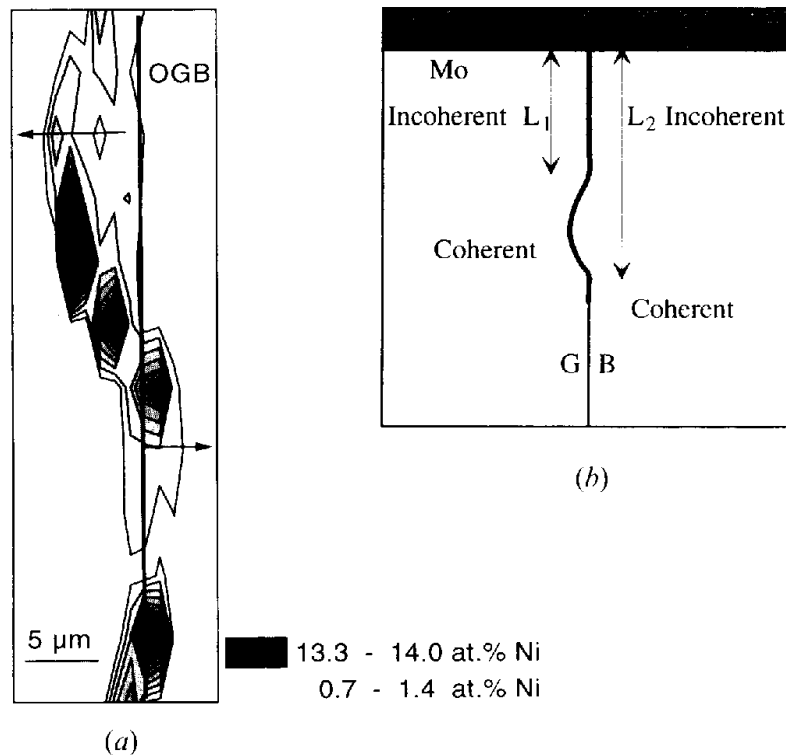 OGB
5 µm
(a)
Mo
Incoherent L1
L2 Incoherent
Coherent
Coherent
G B
(b)
13.3 - 14.0 at.% Ni
0.7 - 1.4 at.% Ni